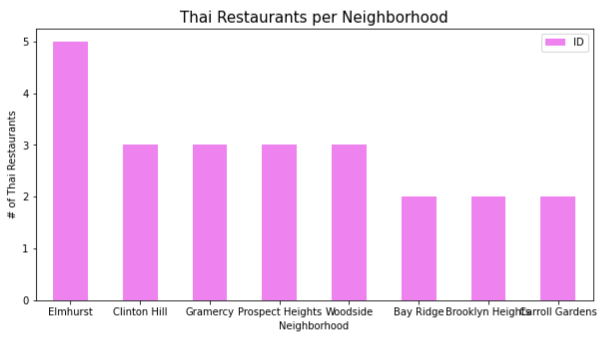 Thai Restaurants per Neighborhood
ID
# of Thai Restaurants
5
4
3
2
1
0
Elmhurst Clinton Hill Gramercy Prospect Heights Woodside Bay Ridge Brooklyn Heights Carroll Gardens
Neighborhood